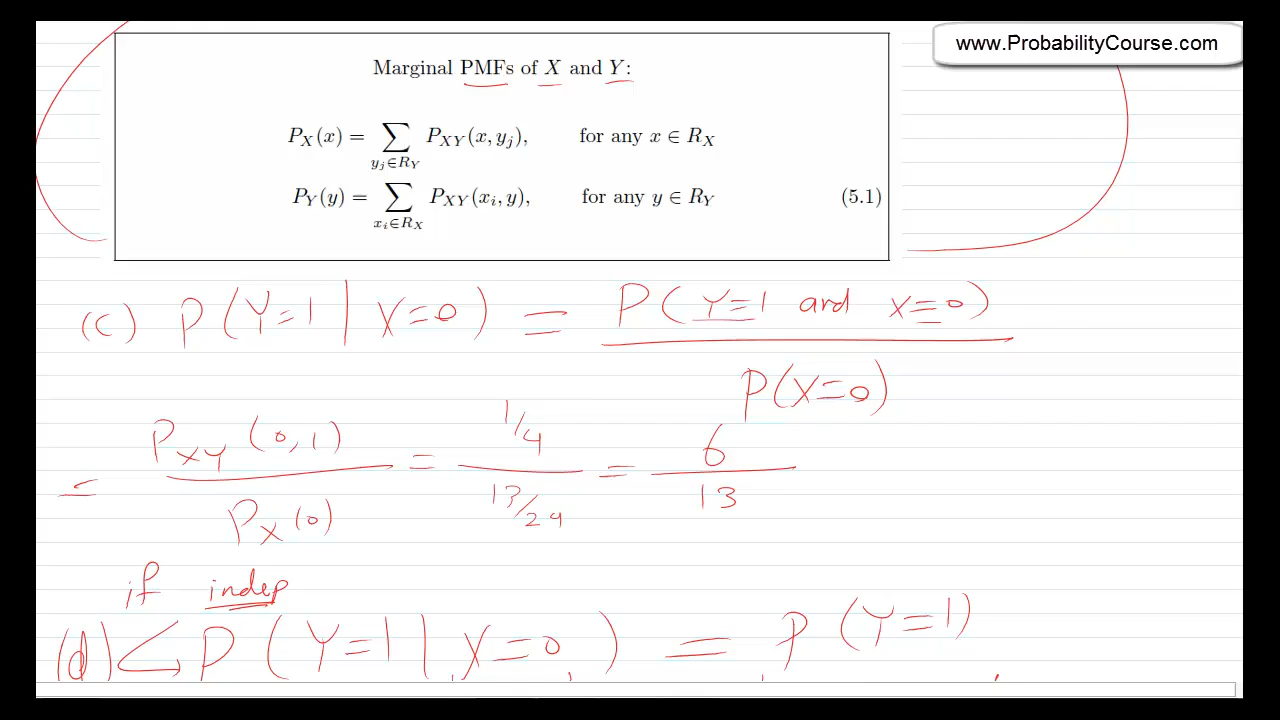 www.ProbabilityCourse.com
Marginal PMFs of X and Y:
P_X(x) = ∑_{y_j∈R_Y} P_{XY}(x, y_j), for any x ∈ R_X
P_Y(y) = ∑_{x_i∈R_X} P_{XY}(x_i, y), for any y ∈ R_Y (5.1)
(c) P(Y=1 | X=0) = P(Y=1 and X=0) / P(X=0)
= P_{XY}(0,1) / P_X(0) = (1/4) / (13/24) = 6/13
if indep
(d) P(Y=1 | X=0) = P(Y=1)